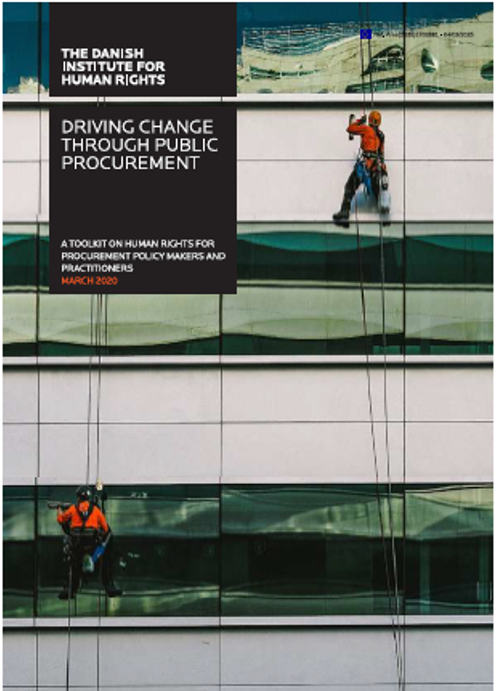 THE DANISH
INSTITUTE FOR
HUMAN RIGHTS
DRIVING CHANGE
THROUGH PUBLIC
PROCUREMENT
A TOOLKIT ON HUMAN RIGHTS FOR
PROCUREMENT POLICY MAKERS AND
PRACTITIONERS
MARCH 2020